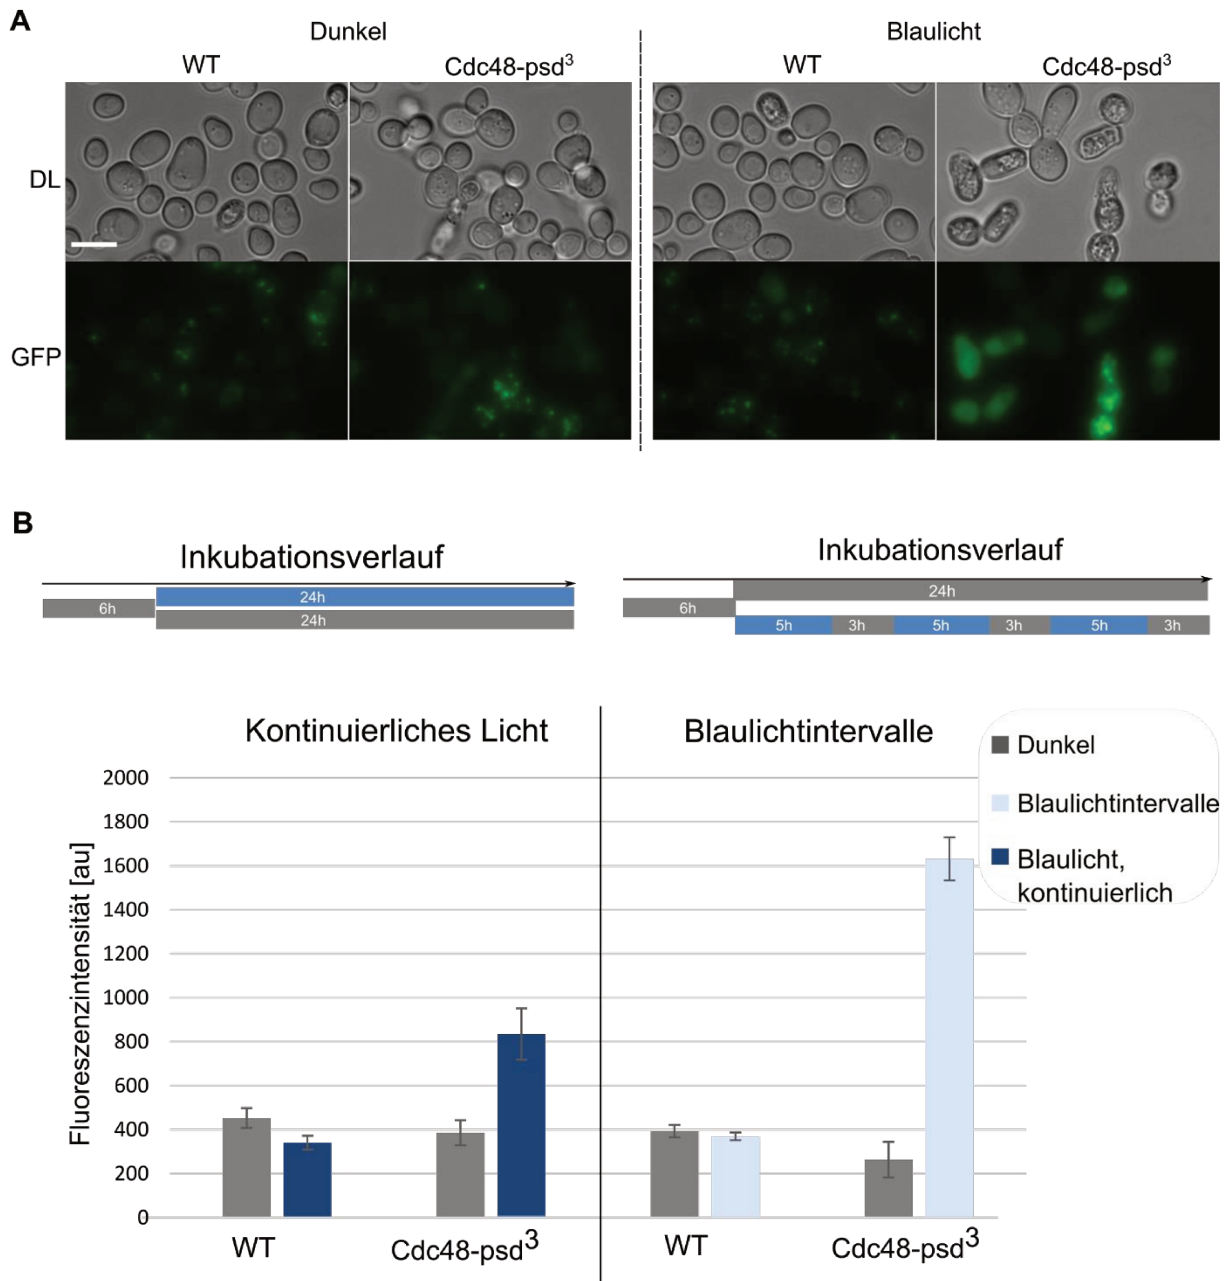 A
Dunkel
Blaulicht
WT
Cdc48-psd³
WT
Cdc48-psd³
DL
GFP
B
Inkubationsverlauf
Inkubationsverlauf
24h
6h
24h
24h
6h
5h
3h
5h
3h
5h
3h
Kontinuierliches Licht
Blaulichtintervalle
Dunkel
Blaulichtintervalle
Blaulicht,
kontinuierlich
Fluoreszenzintensität [au]
2000
1800
1600
1400
1200
1000
800
600
400
200
0
WT
Cdc48-psd³
WT
Cdc48-psd³